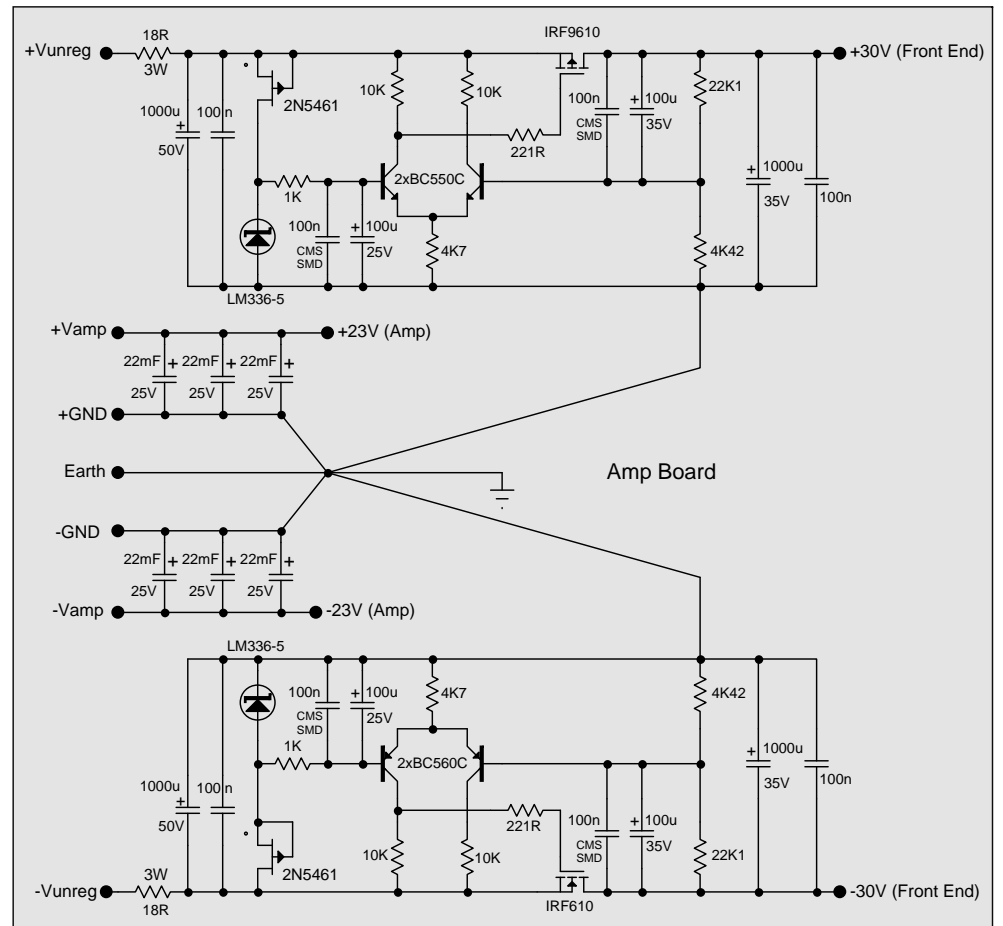 IRF9610
+Vunreg
18R
3W
+30V (Front End)
2N5461
10K
10K
100n
CMS
SMD
100u
35V
22K1
1000u
50V
100n
221R
1K
2xBC550C
1000u
35V
100n
100n
CMS
SMD
100u
25V
4K7
4K42
LM336-5
+Vamp
+23V (Amp)
22mF
22mF
22mF
25V
25V
25V
+GND
Earth
Amp Board
-GND
22mF
22mF
22mF
25V
25V
25V
-Vamp
-23V (Amp)
LM336-5
100n
CMS
SMD
100u
25V
4K7
4K42
1K
2xBC560C
1000u
35V
100n
1000u
50V
100n
221R
100n
CMS
SMD
100u
35V
10K
10K
22K1
2N5461
-Vunreg
3W
18R
IRF610
-30V (Front End)